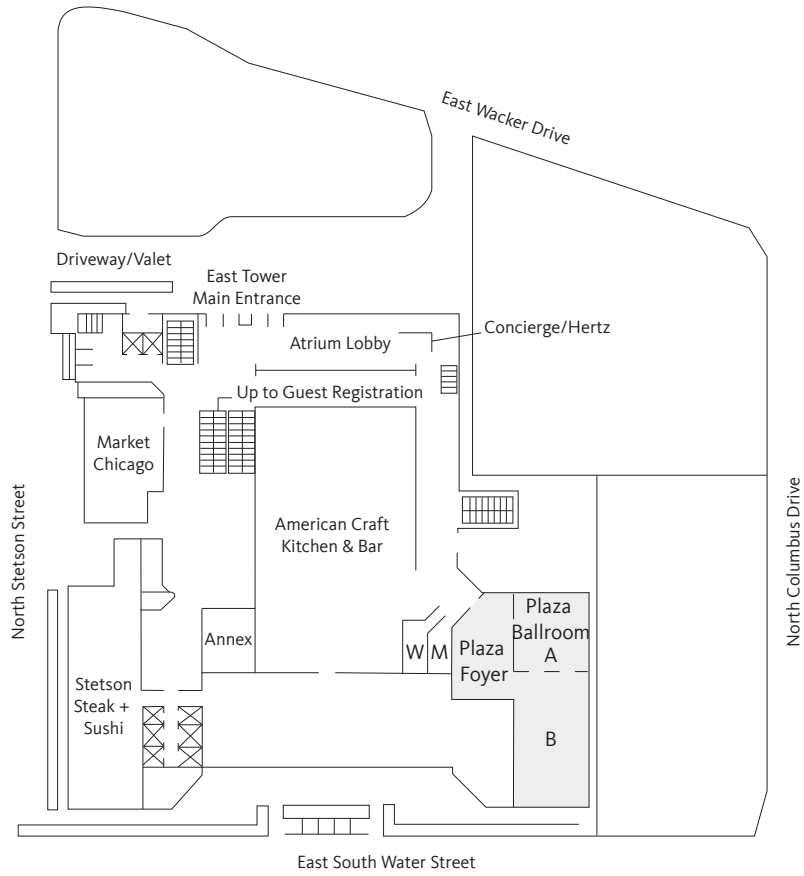 East Wacker Drive
Driveway/Valet
East Tower
Main Entrance
Concierge/Hertz
Atrium Lobby
Up to Guest Registration
Market
Chicago
North Stetson Street
North Columbus Drive
American Craft
Kitchen & Bar
Plaza
Ballroom
A
Annex
W
M
Plaza
Foyer
Stetson
Steak +
Sushi
B
East South Water Street